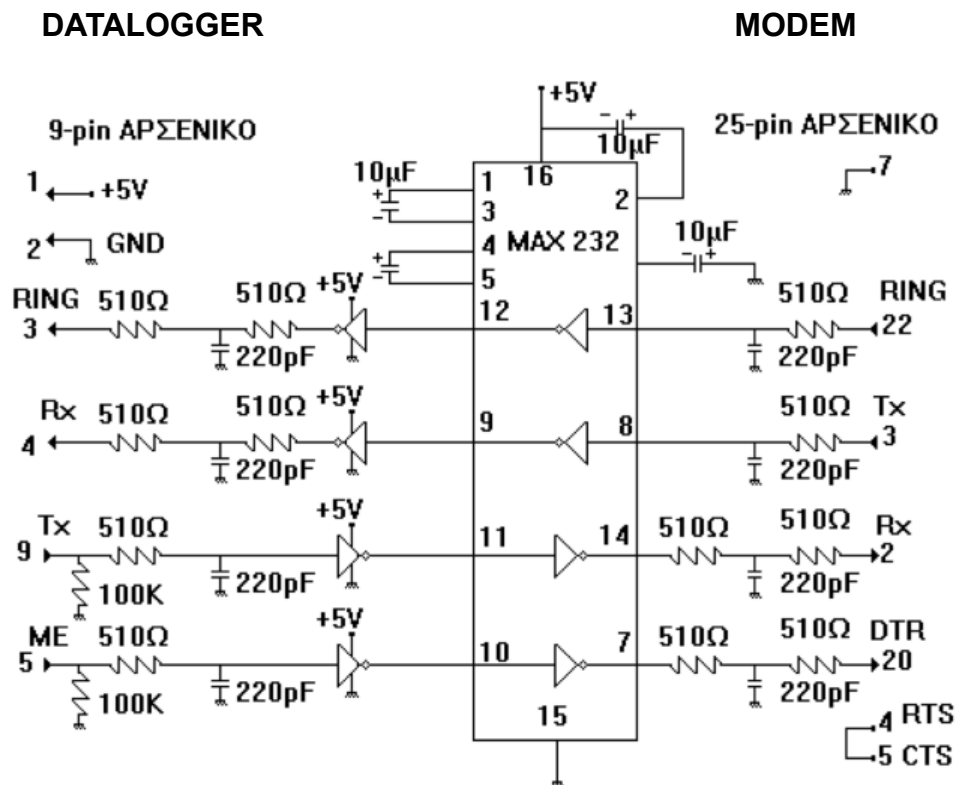 DATALOGGER
MODEM
9-pin ΑΡΣΕΝΙΚΟ
25-pin ΑΡΣΕΝΙΚΟ
+5V
10μF
10μF
1 +5V
2 GND
7
1
16
2
3
4
MAX 232
10μF
5
RING 510Ω 510Ω +5V 510Ω RING
3 220pF 12 13 220pF 22
Rx 510Ω 510Ω +5V 510Ω Tx
4 220pF 9 8 220pF 3
Tx 510Ω +5V 510Ω 510Ω Rx
9 100K 220pF 11 14 220pF 2
ME 510Ω +5V 510Ω 510Ω DTR
5 100K 220pF 10 7 220pF 20
15
4 RTS
5 CTS